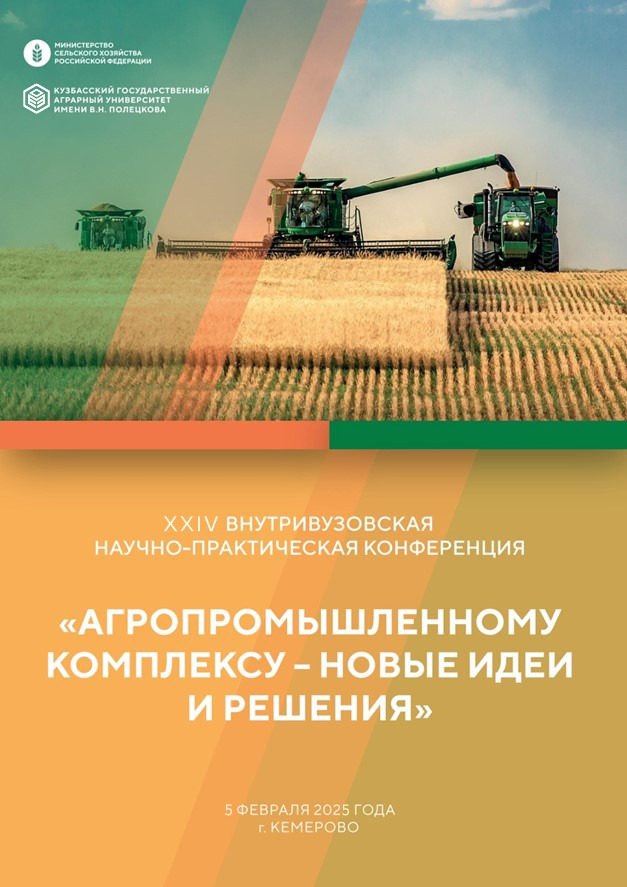 МИНИСТЕРСТВО
СЕЛЬСКОГО ХОЗЯЙСТВА
РОССИЙСКОЙ ФЕДЕРАЦИИ
КУЗБАССКИЙ ГОСУДАРСТВЕННЫЙ
АГРАРНЫЙ УНИВЕРСИТЕТ
ИМЕНИ В.Н. ПОЛЕЦКОВА
XXIV ВНУТРИВУЗОВСКАЯ
НАУЧНО-ПРАКТИЧЕСКАЯ КОНФЕРЕНЦИЯ
«АГРОПРОМЫШЛЕННОМУ
КОМПЛЕКСУ – НОВЫЕ ИДЕИ
И РЕШЕНИЯ»
5 ФЕВРАЛЯ 2025 ГОДА
г. КЕМЕРОВО